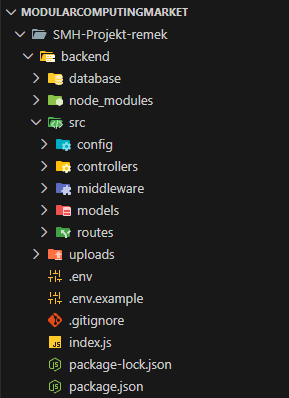 MODULARCOMPUTINGMARKET
SMH-Projekt-remek
backend
database
node_modules
src
config
controllers
middleware
models
routes
uploads
.env
.env.example
.gitignore
JS index.js
package-lock.json
package.json